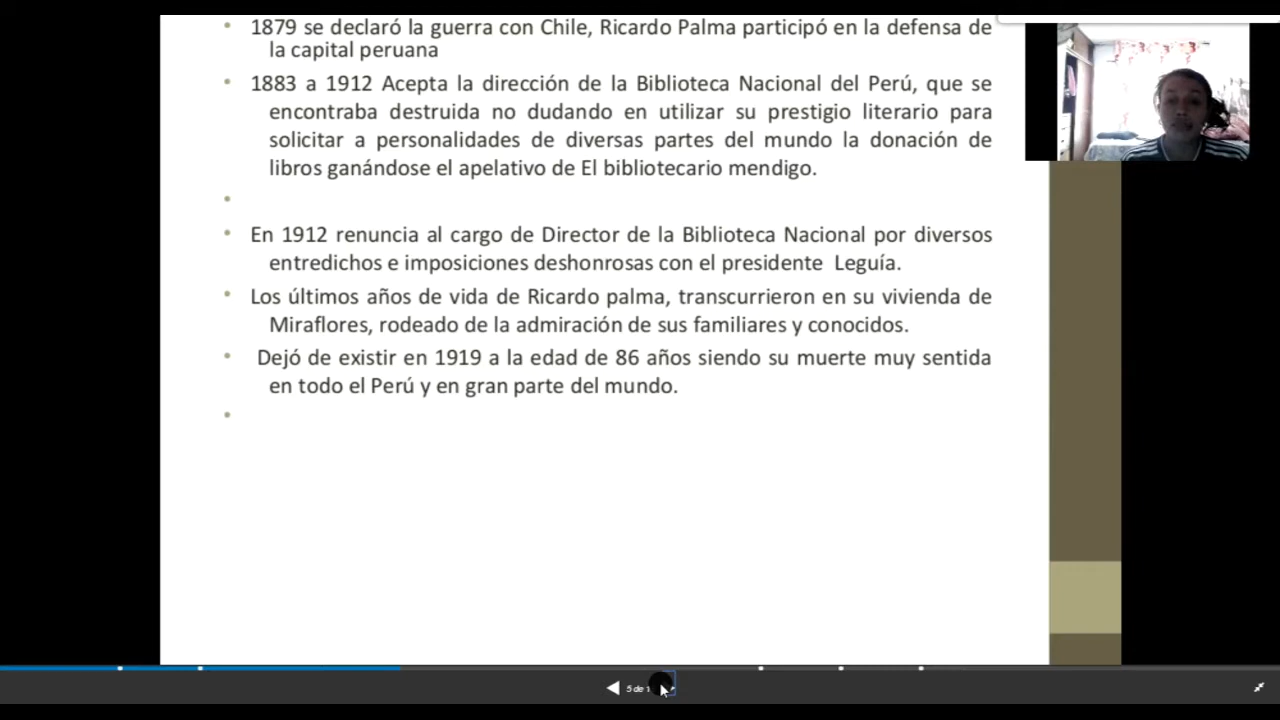 1879 se declaró la guerra con Chile, Ricardo Palma participó en la defensa de
la capital peruana
1883 a 1912 Acepta la dirección de la Biblioteca Nacional del Perú, que se
encontraba destruida no dudando en utilizar su prestigio literario para
solicitar a personalidades de diversas partes del mundo la donación de
libros ganándose el apelativo de El bibliotecario mendigo.
En 1912 renuncia al cargo de Director de la Biblioteca Nacional por diversos
entredichos e imposiciones deshonrosas con el presidente Leguía.
Los últimos años de vida de Ricardo palma, transcurrieron en su vivienda de
Miraflores, rodeado de la admiración de sus familiares y conocidos.
Dejó de existir en 1919 a la edad de 86 años siendo su muerte muy sentida
en todo el Perú y en gran parte del mundo.
5 de